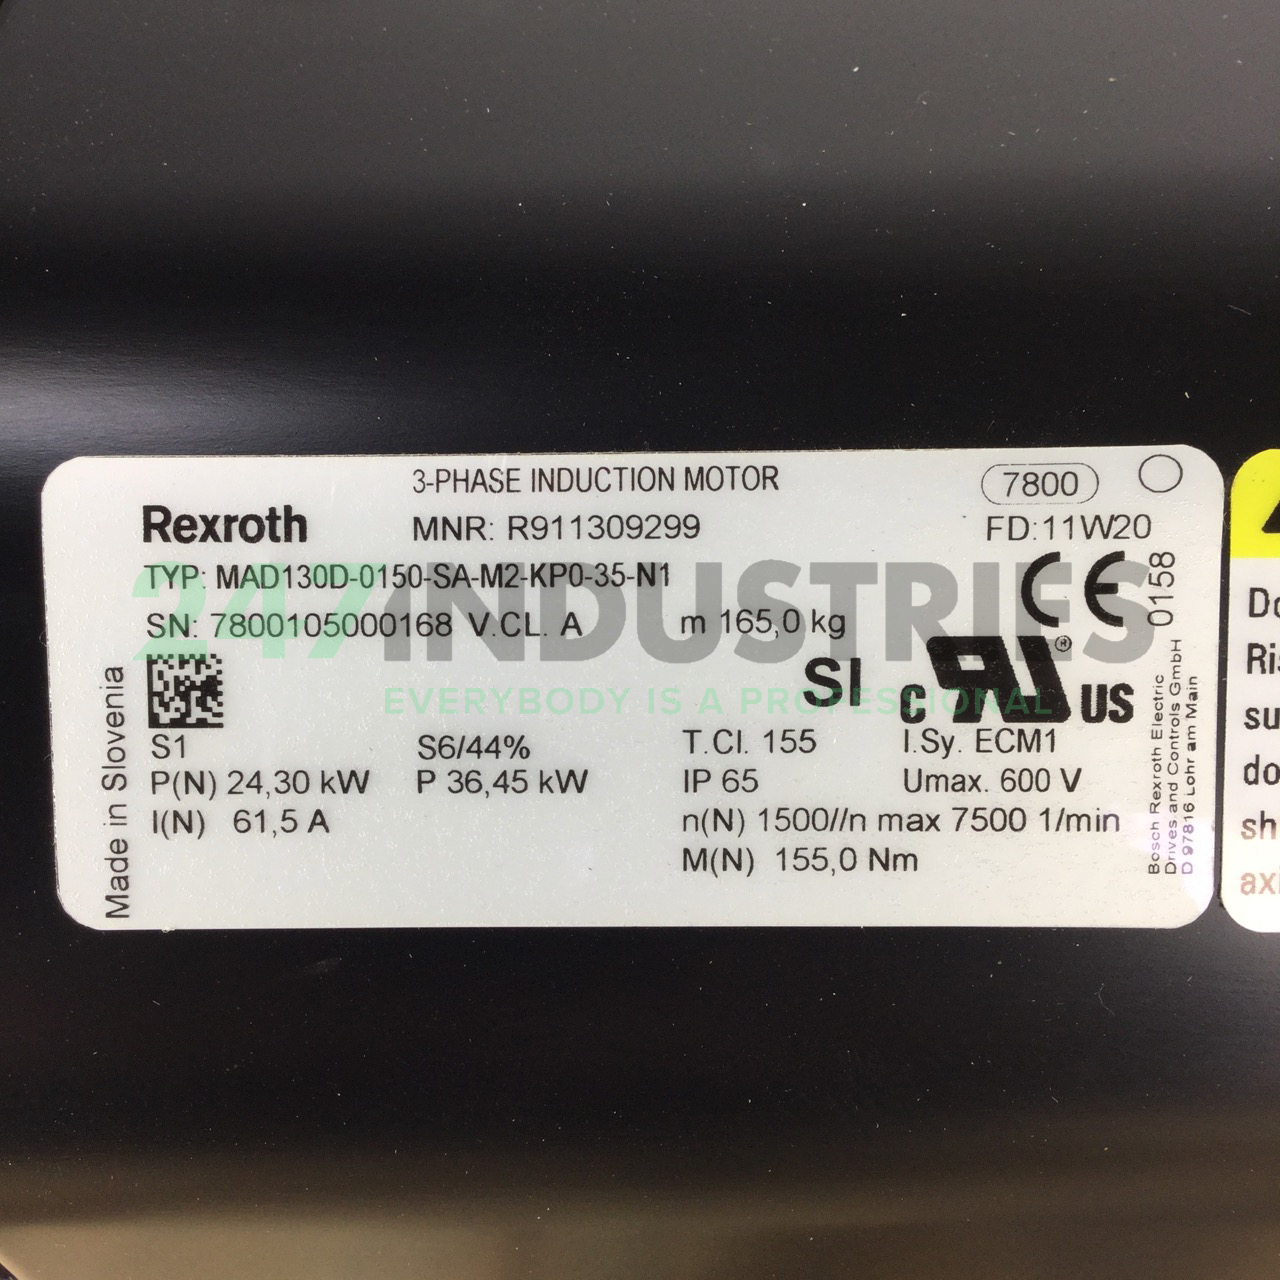 3-PHASE INDUCTION MOTOR
7800
Rexroth
MNR: R911309299
FD:11W20
TYP: MAD130D-0150-SA-M2-KP0-35-N1
CE 0158
247INDUSTRIES
SN: 7800105000168 V.CL. A
m 165,0 kg
EVERYBODY IS A PROFESSIONAL
SI
c RU® US
S1
S6/44%
T.Cl. 155
I.Sy. ECM1
P(N) 24,30 kW
P 36,45 kW
IP 65
Umax. 600 V
I(N) 61,5 A
n(N) 1500//n max 7500 1/min
M(N) 155,0 Nm
Made in Slovenia
Bosch Rexroth Electric
Drives and Controls GmbH
D 97816 Lohr am Main
Do
Ris
su
do
sh
axi